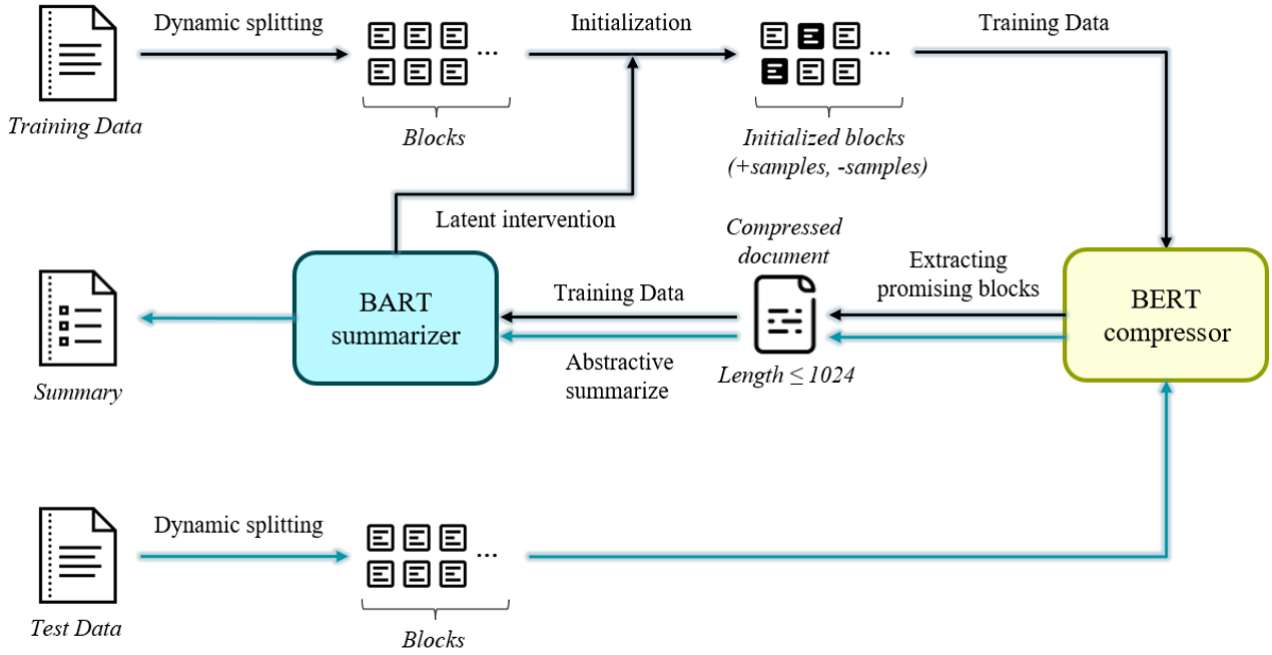 Dynamic splitting
Initialization
Training Data
...
...
Training Data
Blocks
Initialized blocks
(+samples, -samples)
Latent intervention
Compressed
document
Extracting
promising blocks
BART
summarizer
Training Data
BERT
compressor
Abstractive
summarize
Length ≤ 1024
Summary
Dynamic splitting
...
Test Data
Blocks